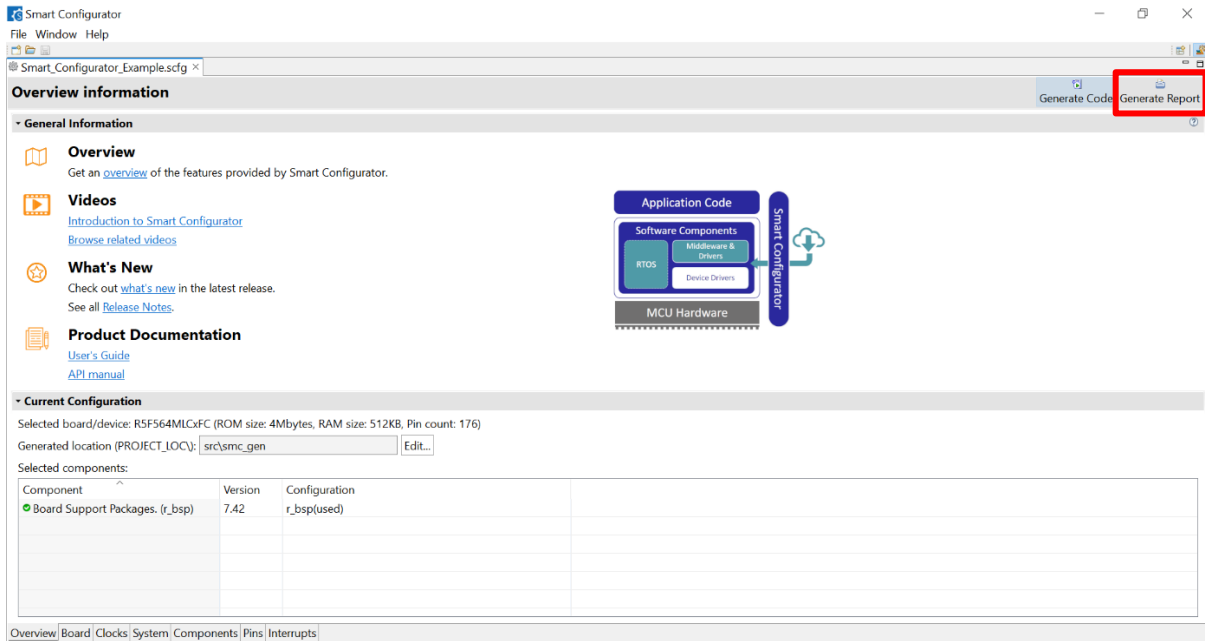 Smart Configurator
File Window Help
Smart_Configurator_Example.scfg
Overview information
Generate Code
Generate Report
General Information
Overview
Get an overview of the features provided by Smart Configurator.
Videos
Introduction to Smart Configurator
Browse related videos
What's New
Check out what's new in the latest release.
See all Release Notes.
Product Documentation
User's Guide
API manual
Application Code
Software Components
RTOS
Middleware &
Drivers
Device Drivers
MCU Hardware
Smart Configurator
Current Configuration
Selected board/device: R5F564MLCxFC (ROM size: 4Mbytes, RAM size: 512KB, Pin count: 176)
Generated location (PROJECT_LOC\): src\smc_gen Edit...
Selected components:
Component Version Configuration
Board Support Packages. (r_bsp) 7.42 r_bsp(used)
Overview Board Clocks System Components Pins Interrupts